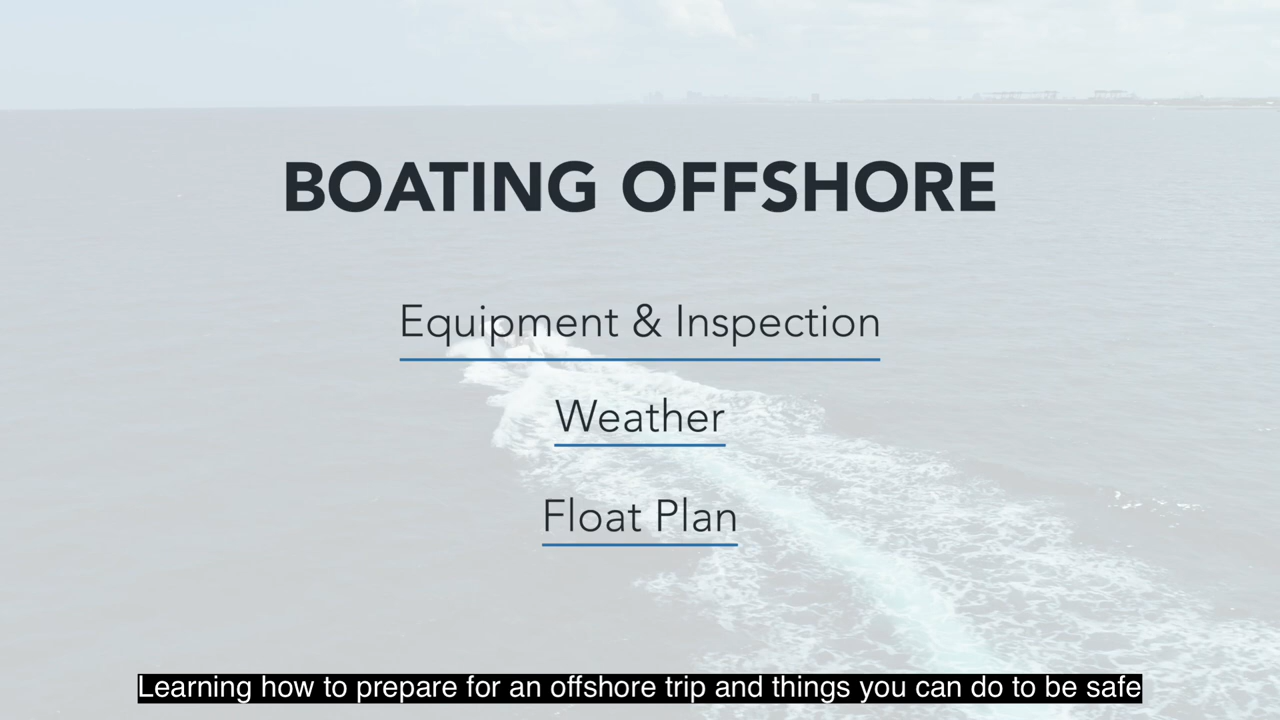 BOATING OFFSHORE
Equipment & Inspection
Weather
Float Plan
Learning how to prepare for an offshore trip and things you can do to be safe